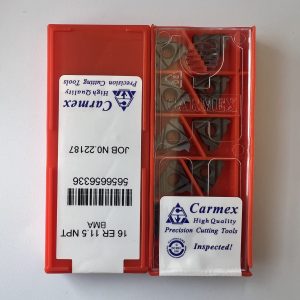 Carmex
High Quality
Precision Cutting Tools
JOB NO.22187
5656656336
16 ER 11.5 NPT
BMA
CARMEX
Carmex
High Quality
Precision Cutting Tools
Inspected!